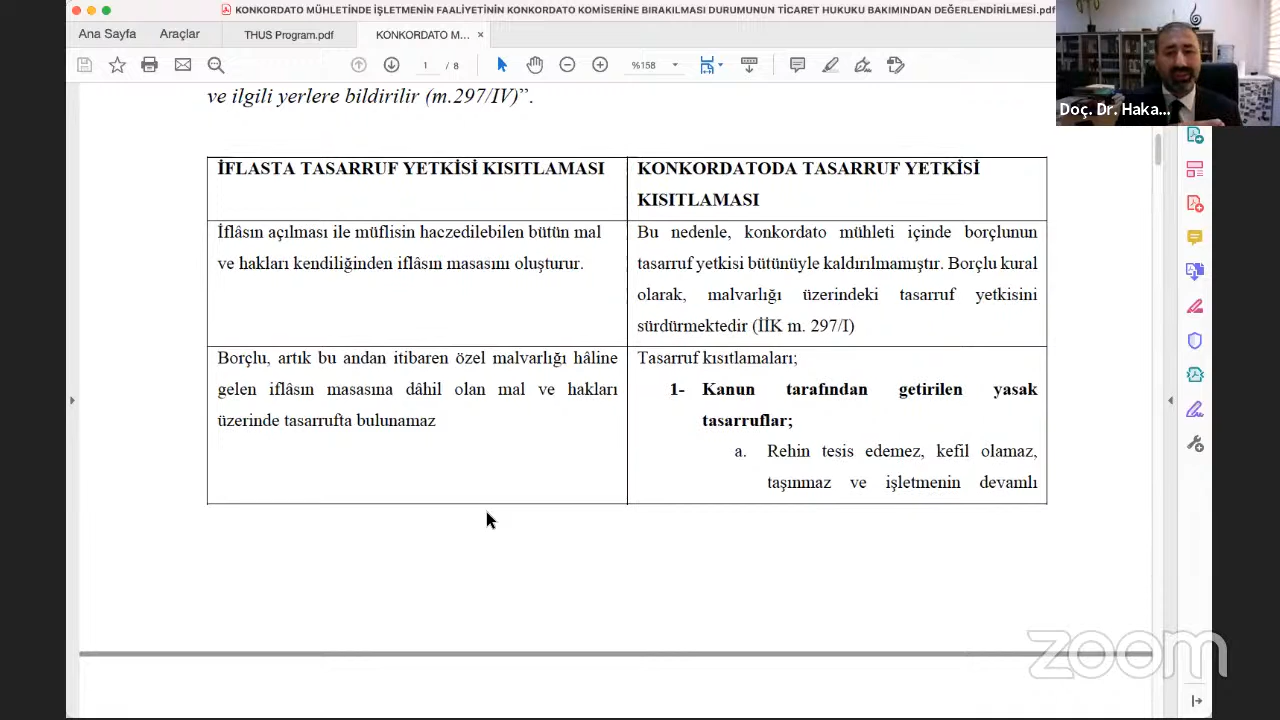 KONKORDATO MÜHLETİNDE İŞLETMENİN FAALİYETİNİN KONKORDATO KOMİSERİNE BIRAKILMASI DURUMUNUN TİCARET HUKUKU BAKIMINDAN DEĞERLENDİRİLMESİ.pdf
Ana Sayfa
Araçlar
THUS Program.pdf
KONKORDATO M...
×
1 / 8
%158
Doç. Dr. Haka...
ve ilgili yerlere bildirilir (m.297/IV)”.
İFLASTA TASARRUF YETKİSİ KISITLAMASI
KONKORDATODA TASARRUF YETKİSİ
KISITLAMASI
İflâsın açılması ile müflisin haczedilebilen bütün mal
ve hakları kendiliğinden iflâsın masasını oluşturur.
Bu nedenle, konkordato mühleti içinde borçlunun
tasarruf yetkisi bütünüyle kaldırılmamıştır. Borçlu kural
olarak, malvarlığı üzerindeki tasarruf yetkisini
sürdürmektedir (İİK m. 297/I)
Borçlu, artık bu andan itibaren özel malvarlığı hâline
gelen iflâsın masasına dâhil olan mal ve hakları
üzerinde tasarrufta bulunamaz
Tasarruf kısıtlamaları;
1- Kanun tarafından getirilen yasak
tasarruflar;
a. Rehin tesis edemez, kefil olamaz,
taşınmaz ve işletmenin devamlı
zoom